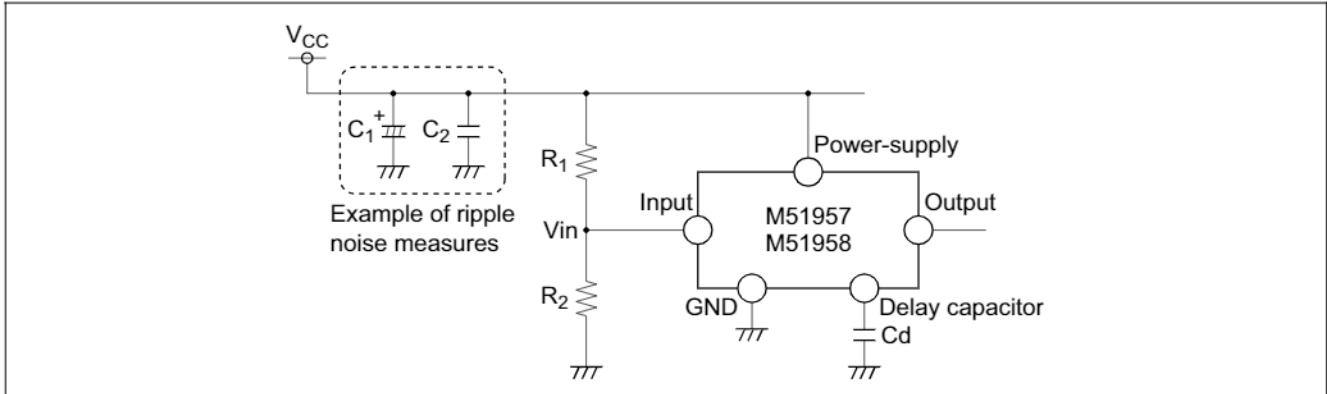 VCC
C1
+
C2
Example of ripple
noise measures
R1
Vin
R2
Power-supply
Input
Output
M51957
M51958
GND
Delay capacitor
Cd